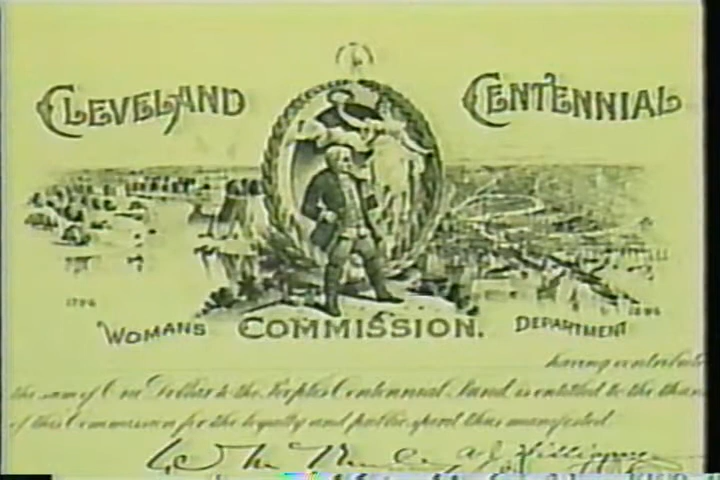 CLEVELAND CENTENNIAL
1796 1896
WOMANS COMMISSION. DEPARTMENT
having contributed
the sum of One Dollar to the Peoples Centennial Fund is entitled to the thanks
of this Commission for the loyalty and public spirit thus manifested